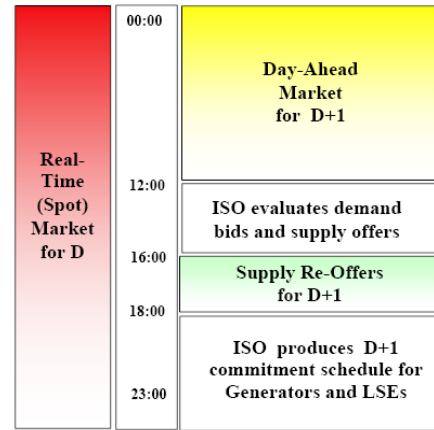 Real-
Time
(Spot)
Market
for D
00:00
12:00
16:00
18:00
23:00
Day-Ahead
Market
for D+1
ISO evaluates demand
bids and supply offers
Supply Re-Offers
for D+1
ISO produces D+1
commitment schedule for
Generators and LSEs